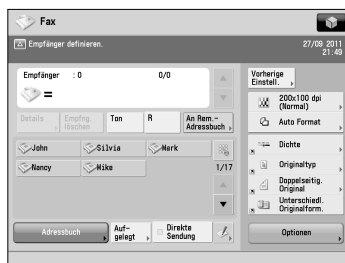 Fax
Empfänger definieren.
27/09 2011
21:49
Empfänger : 0 0/0
=
Details
Empfng. löschen
Ton
R
An Rem.-
Adressbuch
John
Silvia
Mark
Nancy
Mike
1/17
Adressbuch
Auf-
gelegt
Direkte
Sendung
Vorherige
Einstell.
200x100 dpi
(Normal)
Auto Format
Dichte
Originaltyp
Doppelseitig.
Original
Unterschiedl.
Originalform.
Optionen